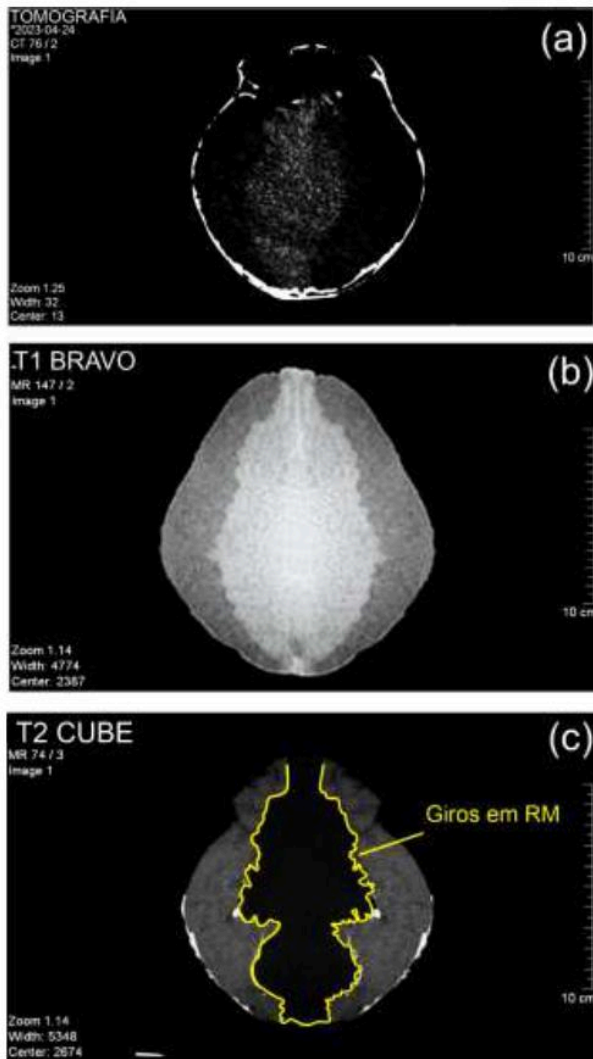 TOMOGRAFIA
*2023-04-24
CT 76 / 2
Image 1
(a)
10 cm
Zoom 1.25
Width: 32
Center: 13
.T1 BRAVO
MR 147 / 2
Image 1
(b)
10 cm
Zoom 1.14
Width: 4774
Center: 2387
T2 CUBE
MR 74 / 3
Image 1
(c)
Giros em RM
10 cm
Zoom 1.14
Width: 5348
Center: 2674